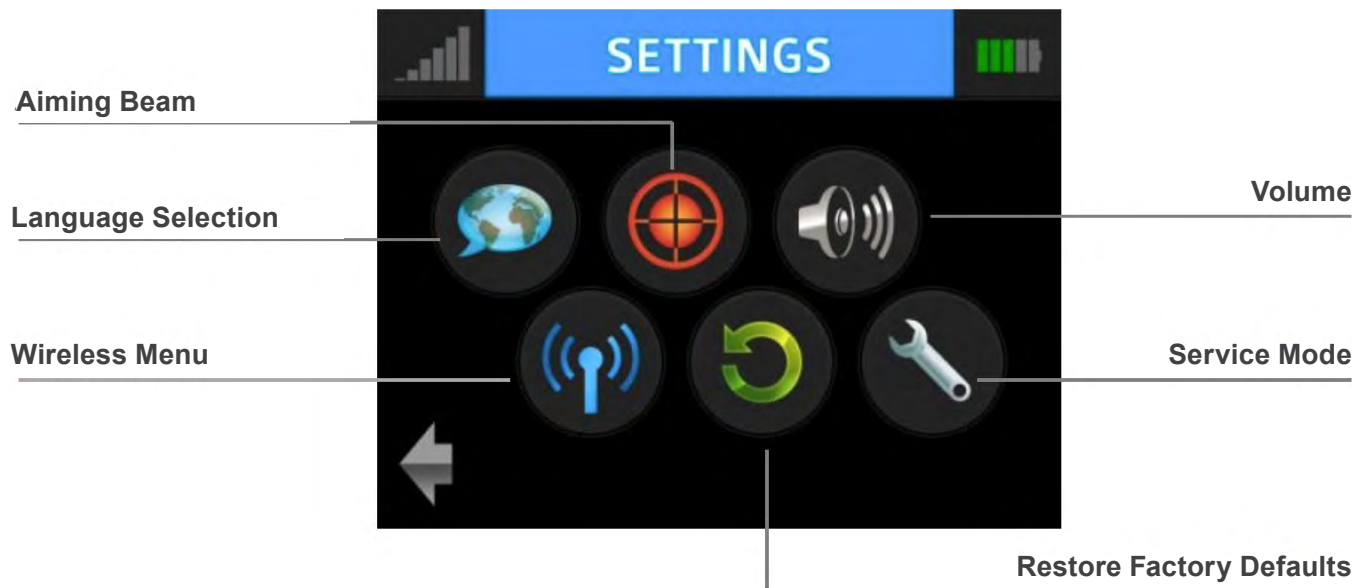 SETTINGS
Aiming Beam
Language Selection
Volume
Wireless Menu
Service Mode
Restore Factory Defaults